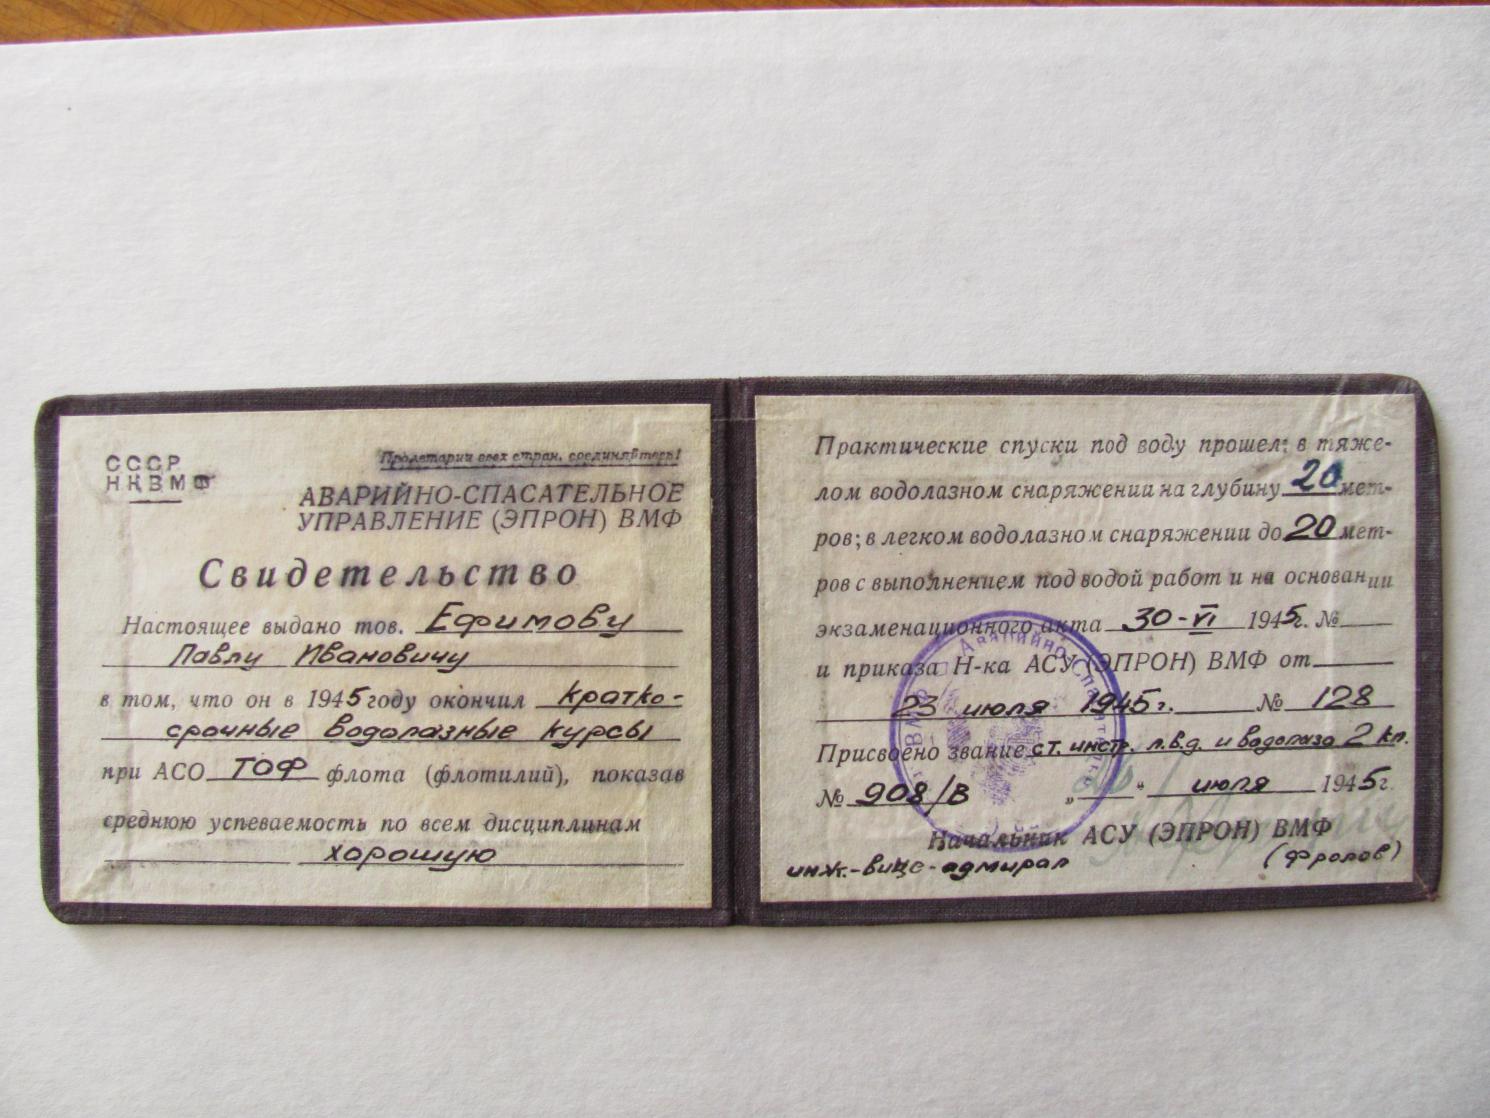 СССР
НКВМФ
Пролетарии всех стран, соединяйтесь!
АВАРИЙНО-СПАСАТЕЛЬНОЕ
УПРАВЛЕНИЕ (ЭПРОН) ВМФ
Свидетельство
Настоящее выдано тов. Ефимову
Павлу Ивановичу
в том, что он в 1945 году окончил кратко-
срочные водолазные курсы
при АСО ТОФ флота (флотилий), показав
среднюю успеваемость по всем дисциплинам
хорошую
Практические спуски под воду прошел: в тяже-
лом водолазном снаряжении на глубину 20 мет-
ров; в легком водолазном снаряжении до 20 мет-
ров с выполнением под водой работ и на основании
экзаменационного акта 30-VI 1945г. №
и приказа Н-ка АСУ (ЭПРОН) ВМФ от
23 июля 1945г. № 128
Присвоено звание ст. инстр. л.в.д. и водолаза 2 кл.
№ 908/В „ “ июля 1945г.
Начальник АСУ (ЭПРОН) ВМФ
инж.-вице-адмирал (Фролов)